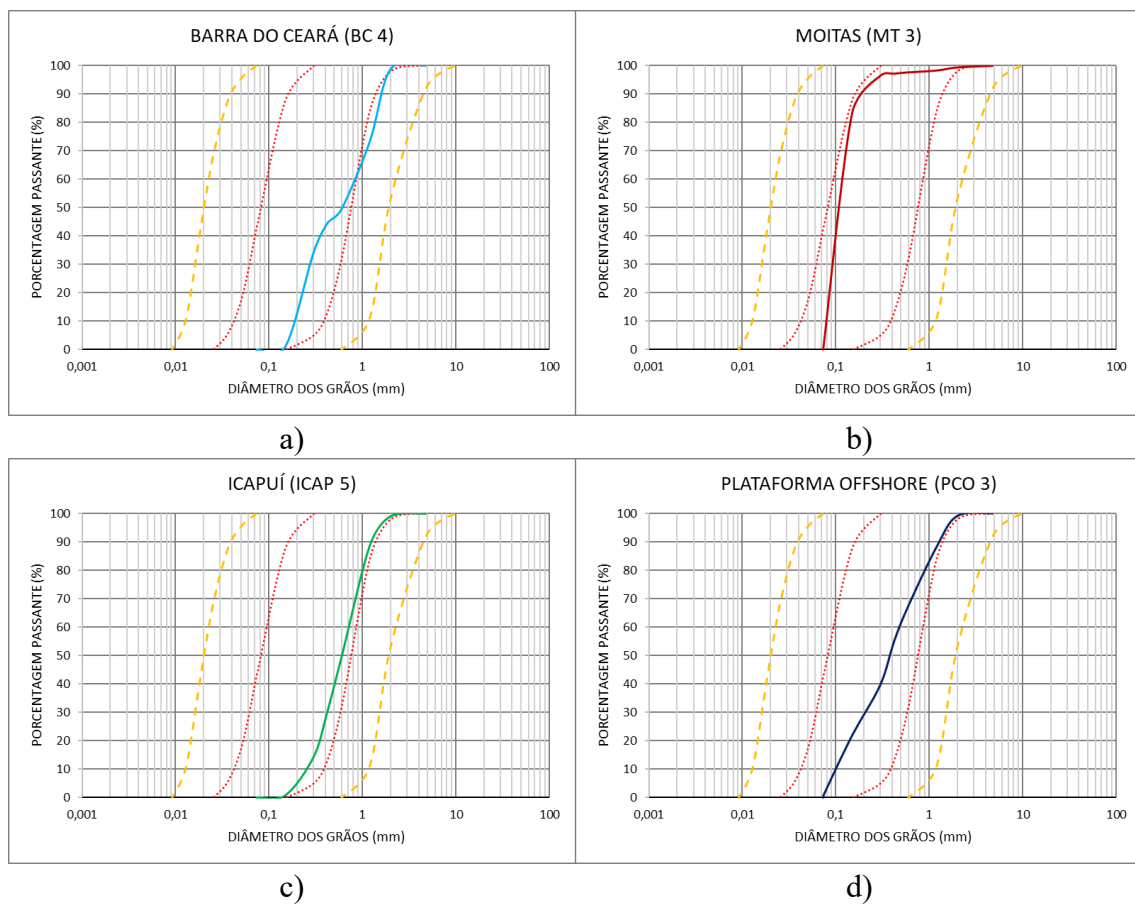 BARRA DO CEARÁ (BC 4)
PORCENTAGEM PASSANTE (%)
100
90
80
70
60
50
40
30
20
10
0
0,001 0,01 0,1 1 10 100
DIÂMETRO DOS GRÃOS (mm)
a)
MOITAS (MT 3)
PORCENTAGEM PASSANTE (%)
100
90
80
70
60
50
40
30
20
10
0
0,001 0,01 0,1 1 10 100
DIÂMETRO DOS GRÃOS (mm)
b)
ICAPUÍ (ICAP 5)
PORCENTAGEM PASSANTE (%)
100
90
80
70
60
50
40
30
20
10
0
0,001 0,01 0,1 1 10 100
DIÂMETRO DOS GRÃOS (mm)
c)
PLATAFORMA OFFSHORE (PCO 3)
PORCENTAGEM PASSANTE (%)
100
90
80
70
60
50
40
30
20
10
0
0,001 0,01 0,1 1 10 100
DIÂMETRO DOS GRÃOS (mm)
d)